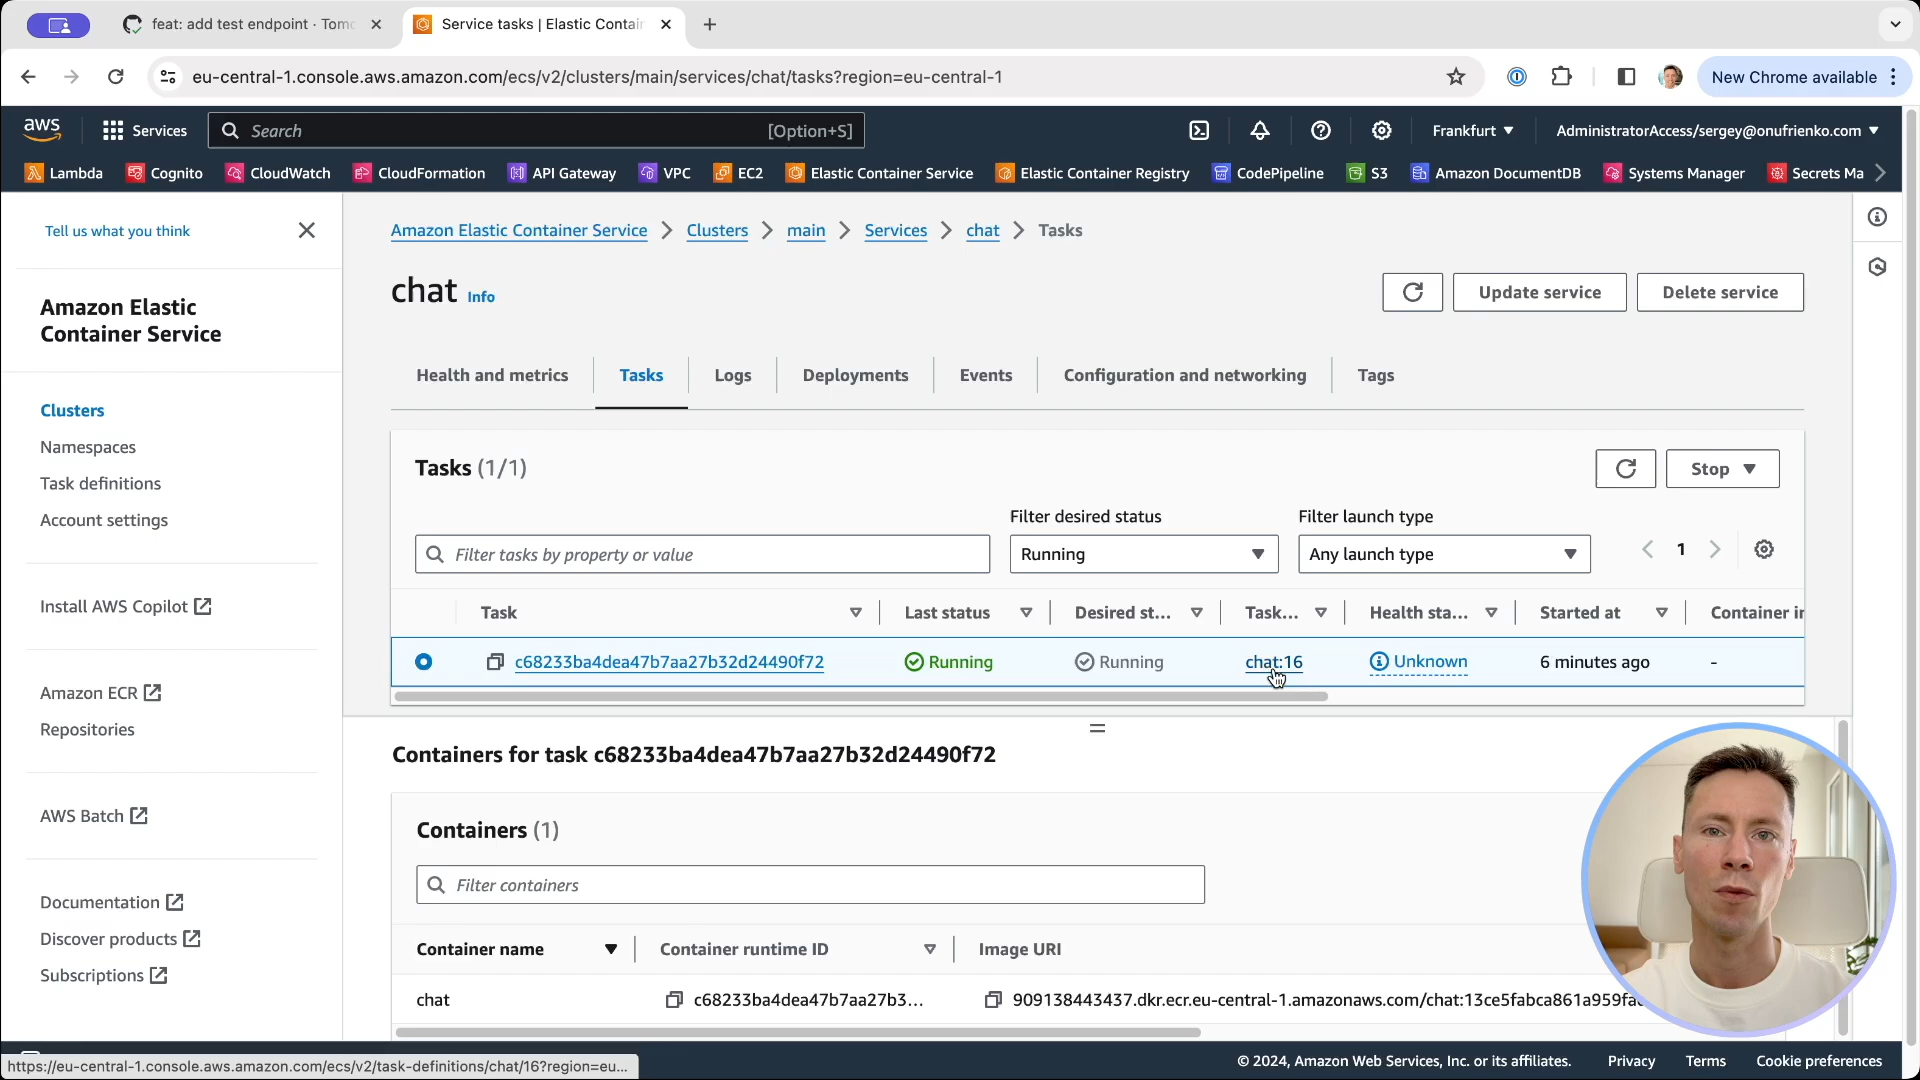 feat: add test endpoint · Tomo
Service tasks | Elastic Contai
eu-central-1.console.aws.amazon.com/ecs/v2/clusters/main/services/chat/tasks?region=eu-central-1
New Chrome available
aws
Services
Search
[Option+S]
Frankfurt
AdministratorAccess/sergey@onufrienko.com
Lambda
Cognito
CloudWatch
CloudFormation
API Gateway
VPC
EC2
Elastic Container Service
Elastic Container Registry
CodePipeline
S3
Amazon DocumentDB
Systems Manager
Secrets Ma
Tell us what you think
Amazon Elastic
Container Service
Clusters
Namespaces
Task definitions
Account settings
Install AWS Copilot
Amazon ECR
Repositories
AWS Batch
Documentation
Discover products
Subscriptions
Amazon Elastic Container Service
Clusters
main
Services
chat
Tasks
chat Info
Update service
Delete service
Health and metrics
Tasks
Logs
Deployments
Events
Configuration and networking
Tags
Tasks (1/1)
Stop
Filter desired status
Filter launch type
Filter tasks by property or value
Running
Any launch type
1
Task
Last status
Desired st...
Task...
Health sta...
Started at
Container in
c68233ba4dea47b7aa27b32d24490f72
Running
Running
chat:16
Unknown
6 minutes ago
-
Containers for task c68233ba4dea47b7aa27b32d24490f72
Containers (1)
Filter containers
Container name
Container runtime ID
Image URI
chat
c68233ba4dea47b7aa27b3...
909138443437.dkr.ecr.eu-central-1.amazonaws.com/chat:13ce5fabca861a959fa
https://eu-central-1.console.aws.amazon.com/ecs/v2/task-definitions/chat/16?region=eu...
© 2024, Amazon Web Services, Inc. or its affiliates.
Privacy
Terms
Cookie preferences